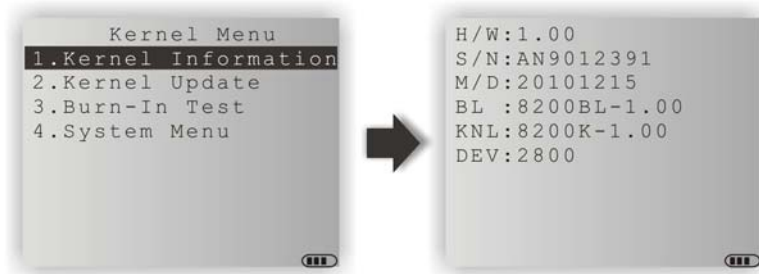 Kernel Menu
1.Kernel Information
2.Kernel Update
3.Burn-In Test
4.System Menu
H/W:1.00
S/N:AN9012391
M/D:20101215
BL :8200BL-1.00
KNL:8200K-1.00
DEV:2800